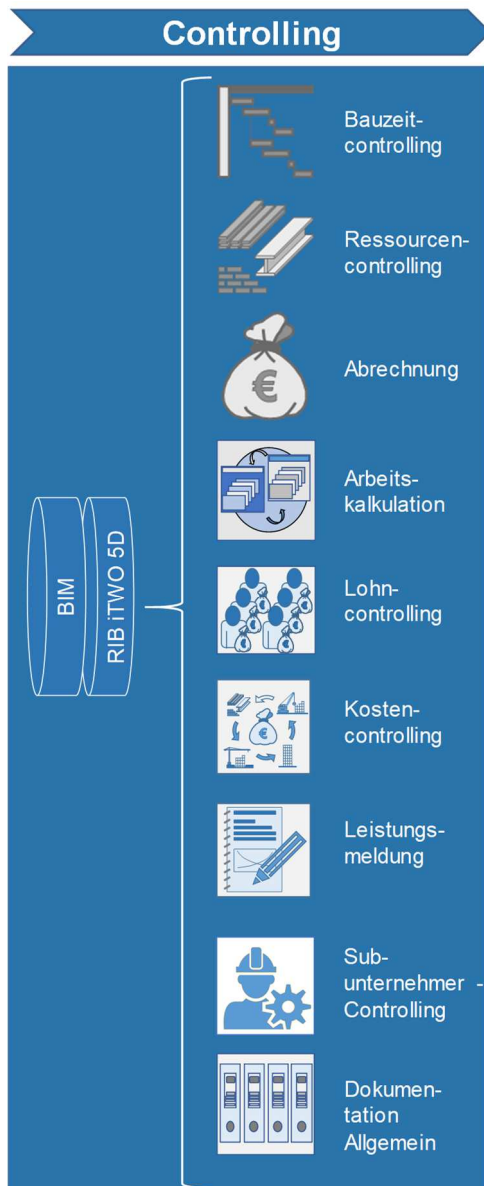 Controlling
BIM
RIB iTWO 5D
Bauzeit-
controlling
Ressourcen-
controlling
€
Abrechnung
Arbeits-
kalkulation
€ € € € € €
Lohn-
controlling
€
Kosten-
controlling
Leistungs-
meldung
Sub-
unternehmer -
Controlling
Dokumen-
tation
Allgemein